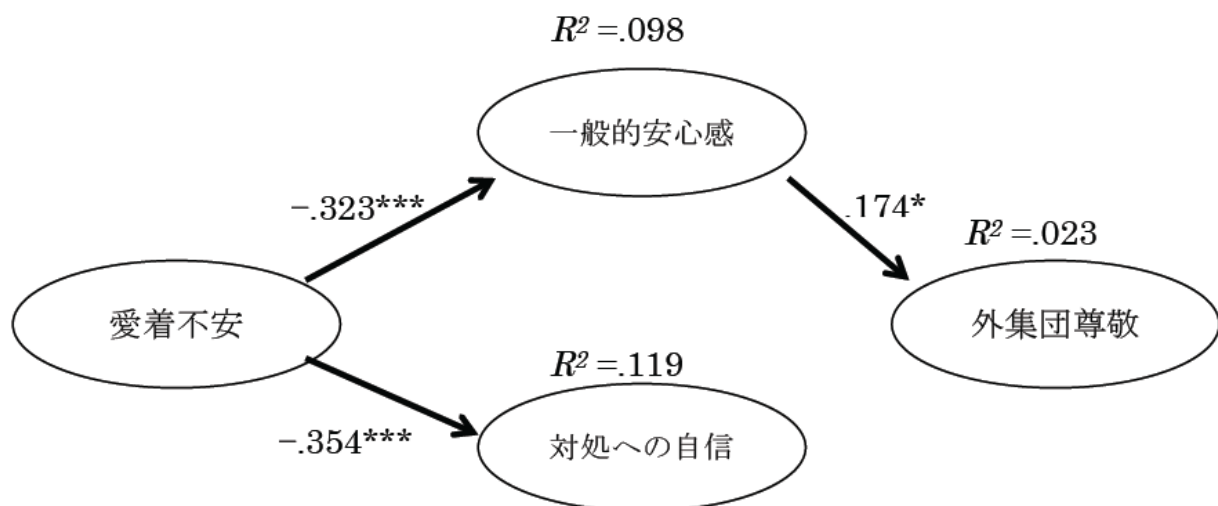 R² =.098
一般的安心感
−.323***
.174*
R² =.023
愛着不安
外集団尊敬
R² =.119
−.354***
対処への自信